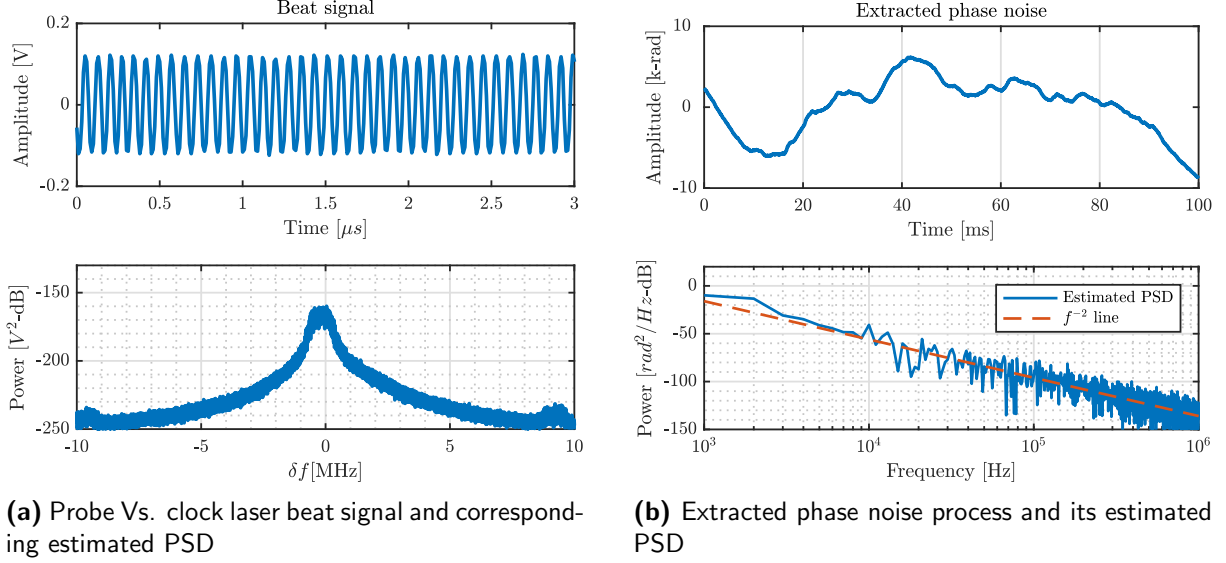 Beat signal
0.2
0
-0.2
Amplitude [V]
0 0.5 1 1.5 2 2.5 3
Time [μs]
-150
-200
-250
Power [V²-dB]
-10 -5 0 5 10
δf[MHz]
(a) Probe Vs. clock laser beat signal and correspond-
ing estimated PSD
Extracted phase noise
10
0
-10
Amplitude [k-rad]
0 20 40 60 80 100
Time [ms]
0
-50
-100
-150
Power [rad²/Hz-dB]
Estimated PSD
f⁻² line
10³ 10⁴ 10⁵ 10⁶
Frequency [Hz]
(b) Extracted phase noise process and its estimated
PSD